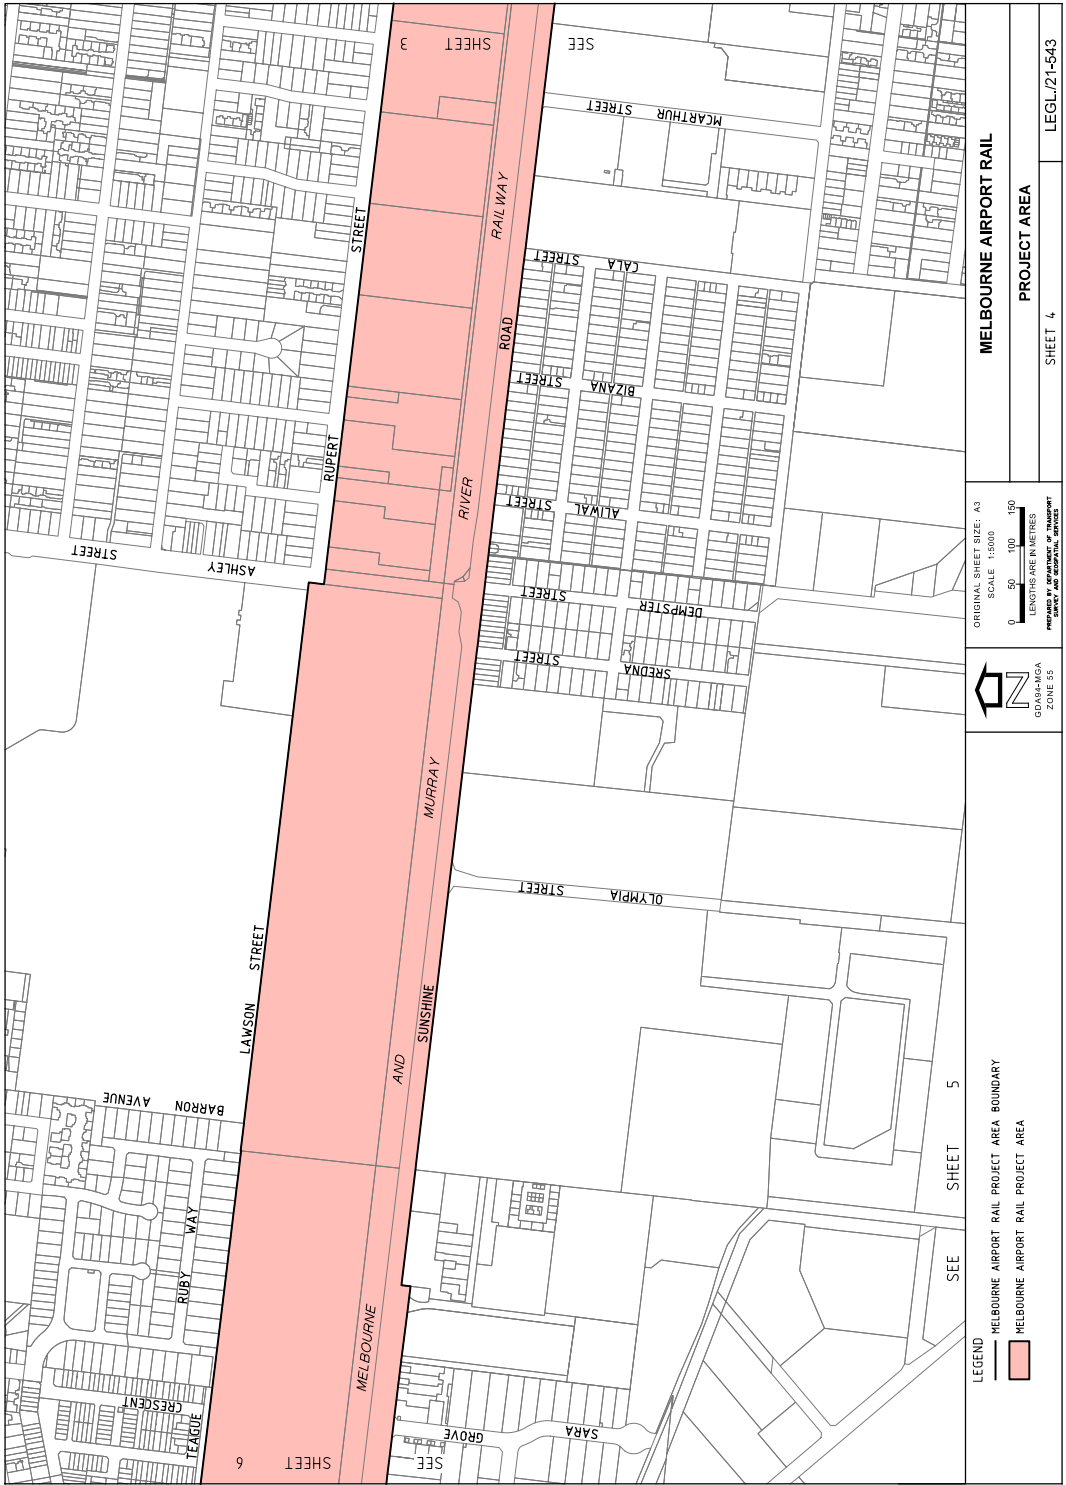 SEE SHEET 3
MCARTHUR STREET
RAILWAY
STREET
CALA STREET
ROAD
BIZANA STREET
RUPERT
RIVER
ALIWAL STREET
ASHLEY STREET
DEMPSTER STREET
SREDNA STREET
MURRAY
OLYMPIA STREET
LAWSON STREET
SUNSHINE
AND
BARRON AVENUE
RUBY WAY
MELBOURNE
TEAGUE
CRESCENT
SARA GROVE
SEE SHEET 6
SEE SHEET 5
LEGEND
MELBOURNE AIRPORT RAIL PROJECT AREA BOUNDARY
MELBOURNE AIRPORT RAIL PROJECT AREA
N
GDA94-MGA
ZONE 55
ORIGINAL SHEET SIZE: A3
SCALE 1:5000
0 50 100 150
LENGTHS ARE IN METRES
PREPARED BY DEPARTMENT OF TRANSPORT
SURVEY AND GEOSPATIAL SERVICES
MELBOURNE AIRPORT RAIL
PROJECT AREA
SHEET 4
LEGL./21-543